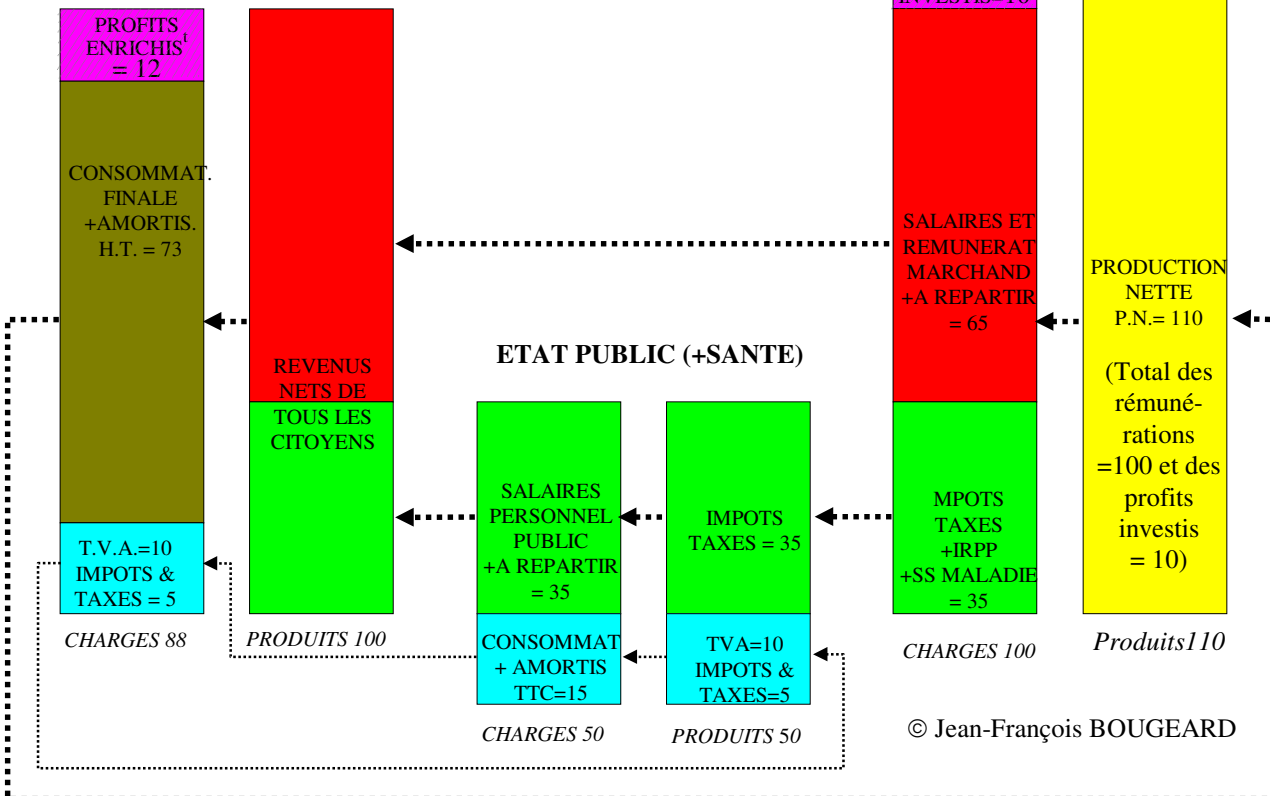 PROFITS
ENRICHISt
= 12
CONSOMMAT.
FINALE
+AMORTIS.
H.T. = 73
T.V.A.=10
IMPOTS &
TAXES = 5
CHARGES 88
REVENUS
NETS DE
TOUS LES
CITOYENS
PRODUITS 100
ETAT PUBLIC (+SANTE)
SALAIRES
PERSONNEL
PUBLIC
+A REPARTIR
= 35
CONSOMMAT
+ AMORTIS
TTC=15
CHARGES 50
IMPOTS
TAXES = 35
TVA=10
IMPOTS &
TAXES=5
PRODUITS 50
SALAIRES ET
REMUNERAT
MARCHAND
+A REPARTIR
= 65
MPOTS
TAXES
+IRPP
+SS MALADIE
= 35
CHARGES 100
PRODUCTION
NETTE
P.N.= 110
(Total des
rémuné-
rations
=100 et des
profits
investis
= 10)
Produits110
© Jean-François BOUGEARD